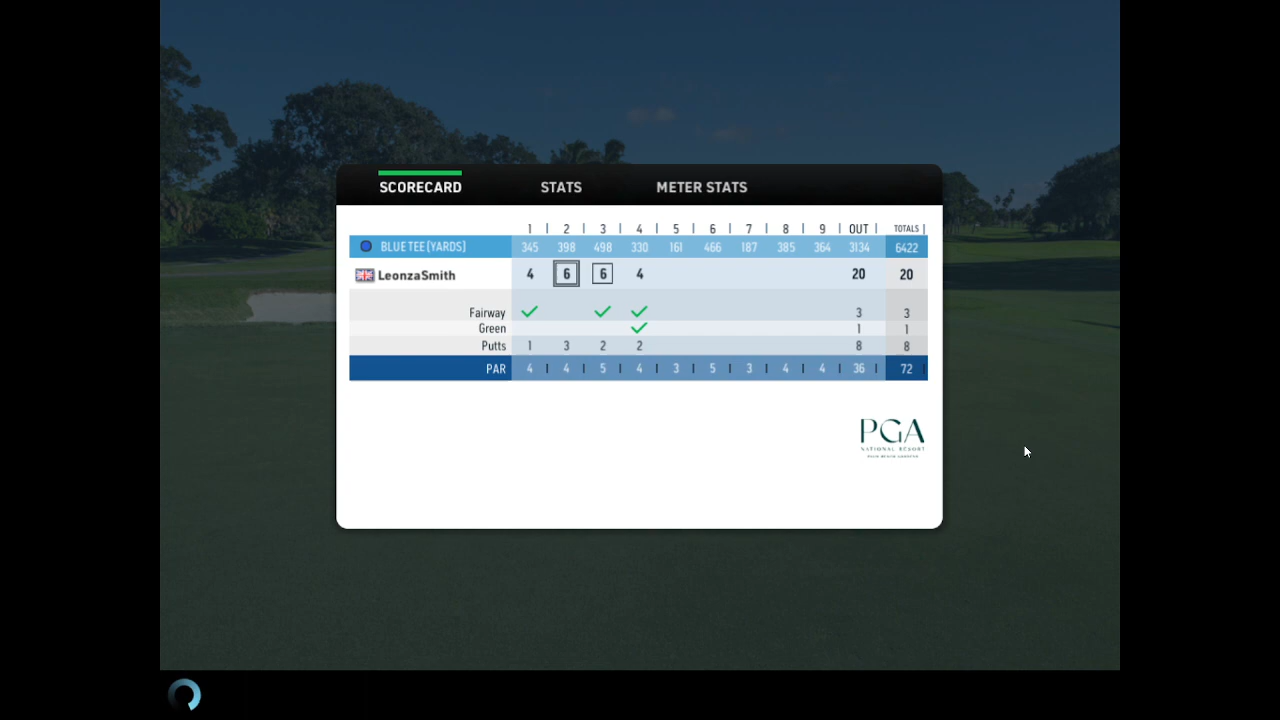 SCORECARD STATS METER STATS
1 | 2 | 3 | 4 | 5 | 6 | 7 | 8 | 9 | OUT | TOTALS |
BLUE TEE (YARDS) 345 398 498 330 161 466 187 385 364 3134 6422
LeonzaSmith 4 6 6 4 20 20
Fairway 3 3
Green 1 1
Putts 1 3 2 2 8 8
PAR 4 | 4 | 5 | 4 | 3 | 5 | 3 | 4 | 4 | 36 | 72
PGA
NATIONAL RESORT